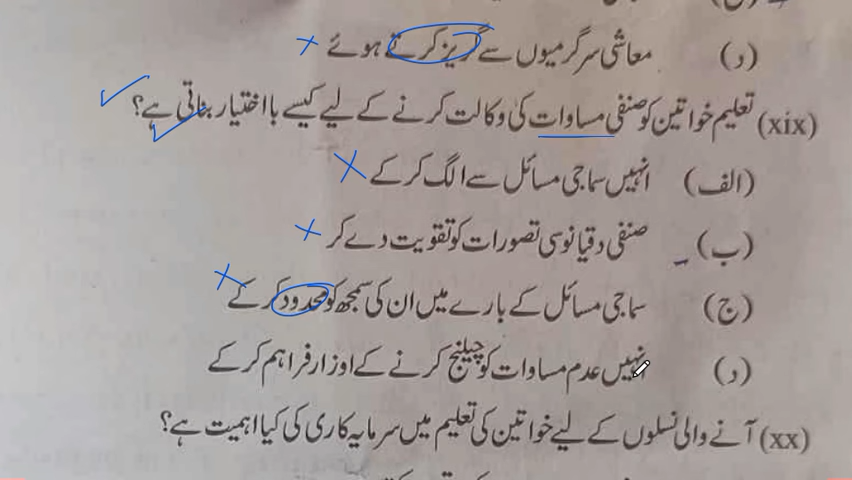 (د) معاشی سرگرمیوں سے گریز کرتے ہوئے
(xix) تعلیم خواتین کو صنفی مساوات کی وکالت کرنے کے لیے کیسے بااختیار بناتی ہے؟
(الف) انہیں سماجی مسائل سے الگ کر کے
(ب) صنفی دقیانوسی تصورات کو تقویت دے کر
(ج) سماجی مسائل کے بارے میں ان کی سمجھ کو محدود کر کے
(د) انہیں عدم مساوات کو چیلنج کرنے کے اوزار فراہم کر کے
(xx) آنے والی نسلوں کے لیے خواتین کی تعلیم میں سرمایہ کاری کی کیا اہمیت ہے؟